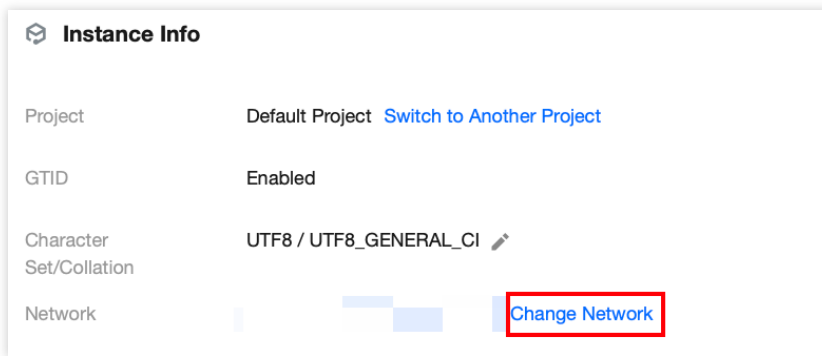 Instance Info
Project Default Project Switch to Another Project
GTID Enabled
Character UTF8 / UTF8_GENERAL_CI
Set/Collation
Network Change Network